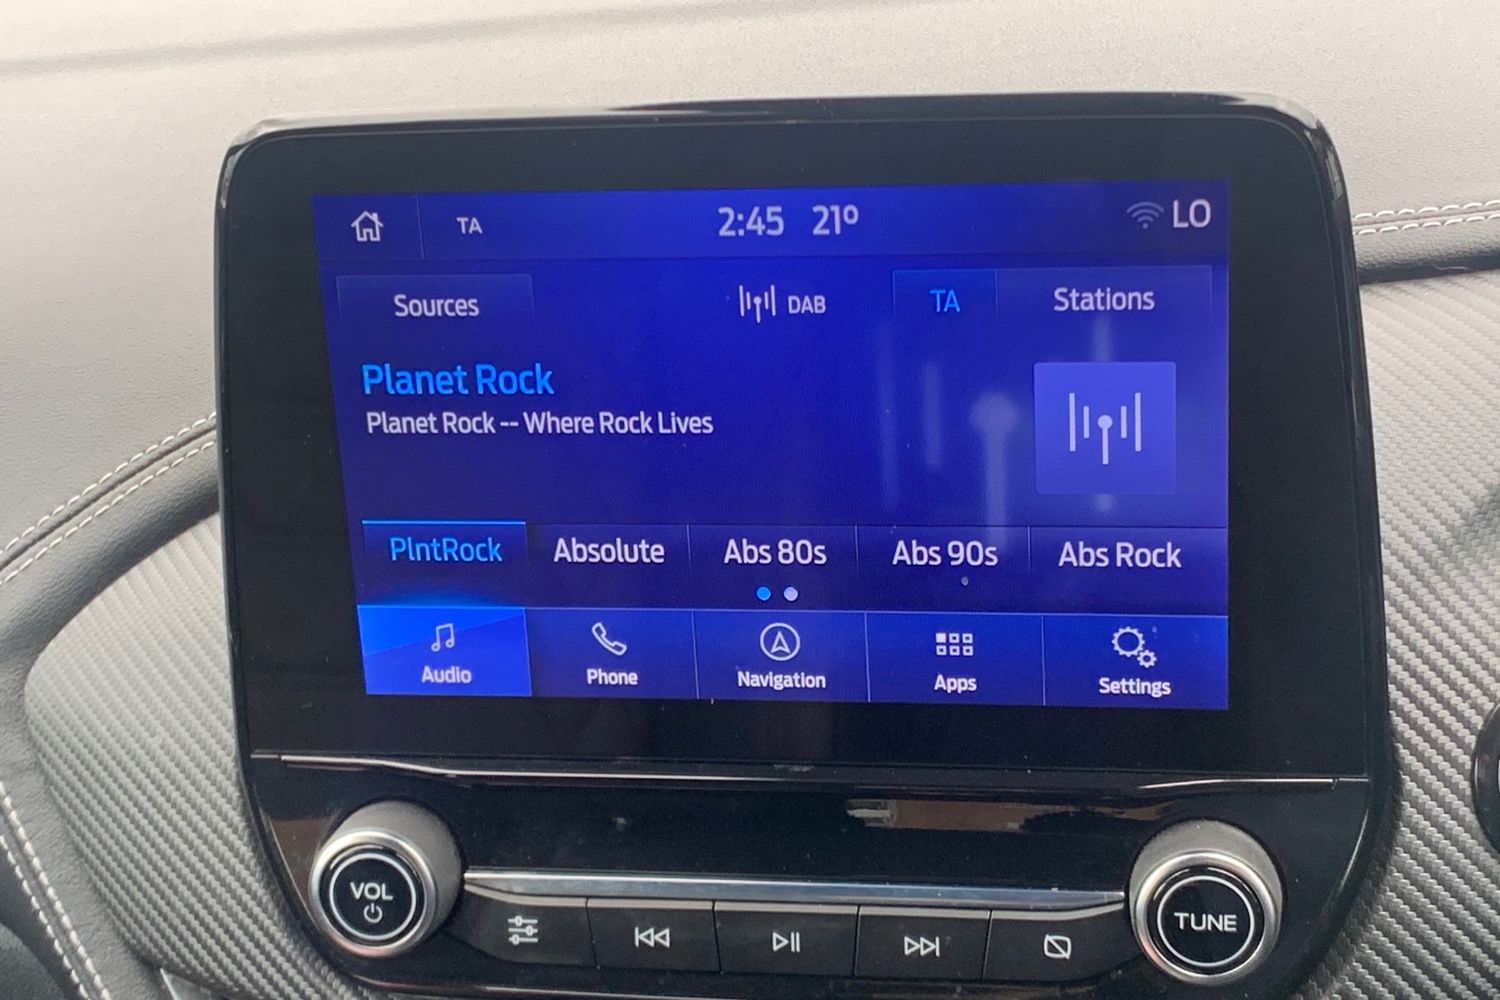 TA 2:45 21° LO
Sources DAB TA Stations
Planet Rock
Planet Rock -- Where Rock Lives
PlntRock Absolute Abs 80s Abs 90s Abs Rock
Audio Phone Navigation Apps Settings
VOL
TUNE